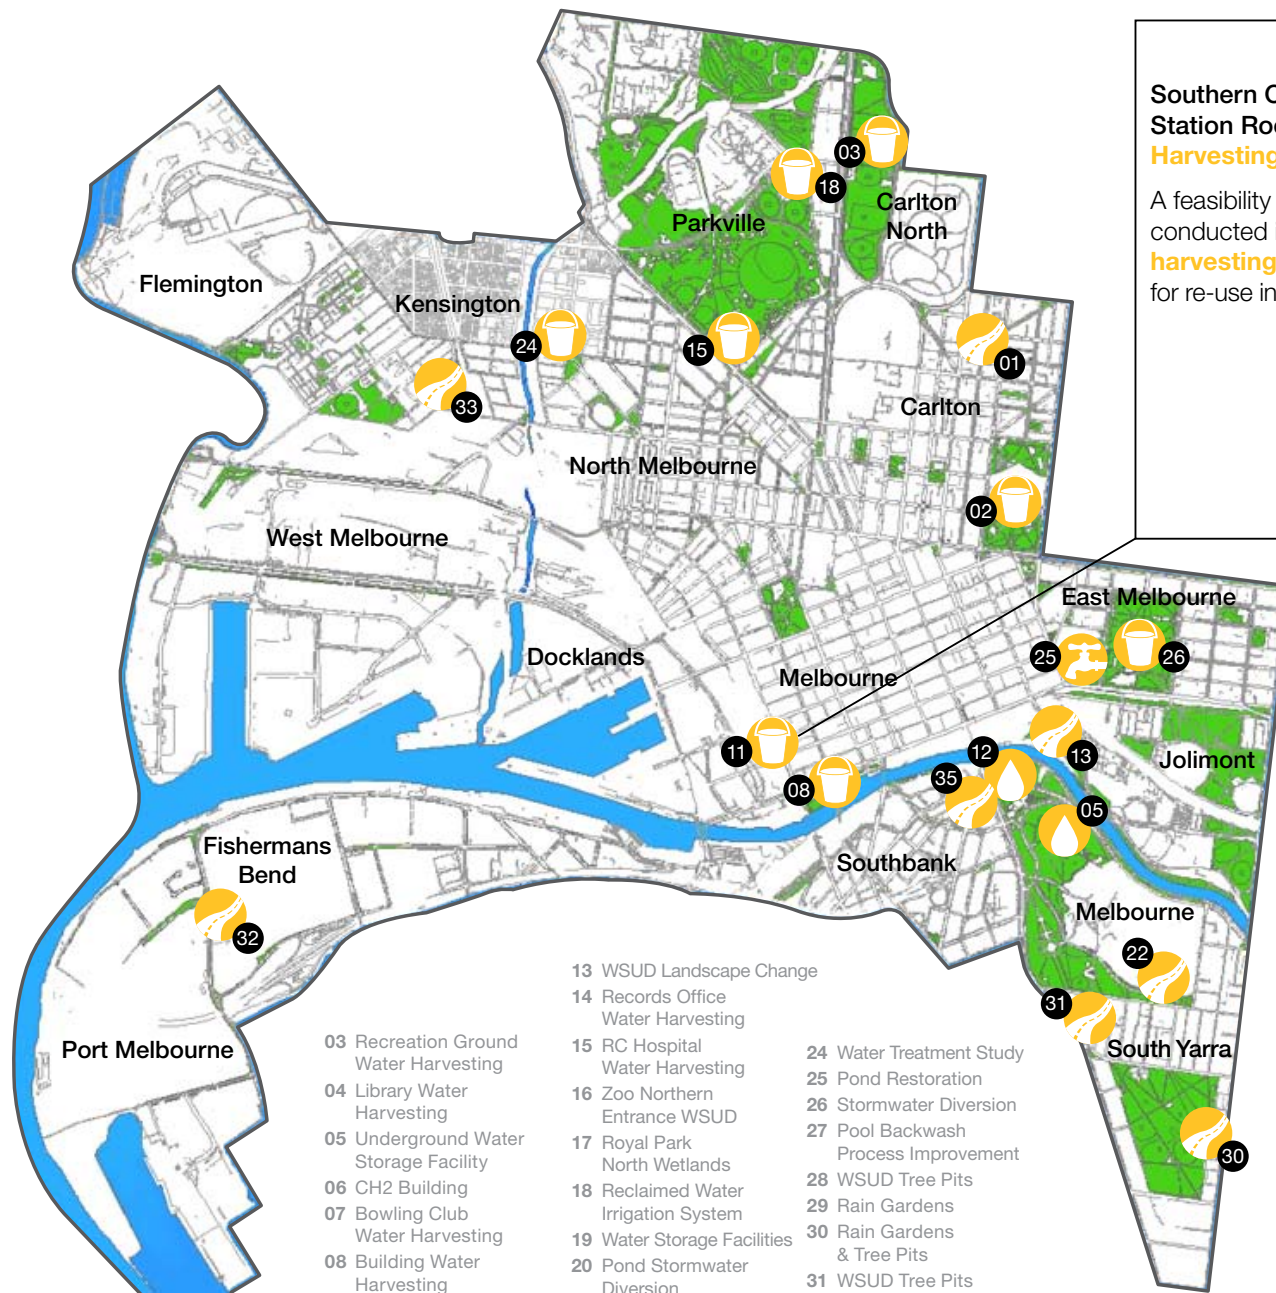 Southern
Station
Harvesting
A feasibility
conducted
harvesting
for re-use in
03
18
Carlton
North
Parkville
Flemington
Kensington
24
15
01
33
Carlton
North Melbourne
02
West Melbourne
East Melbourne
25
26
Docklands
Melbourne
11
12
13
Jolimont
08
35
05
Fishermans
Bend
Southbank
Melbourne
32
22
31
Port Melbourne
South Yarra
30
03 Recreation Ground
Water Harvesting
04 Library Water
Harvesting
05 Underground Water
Storage Facility
06 CH2 Building
07 Bowling Club
Water Harvesting
08 Building Water
Harvesting
13 WSUD Landscape Change
14 Records Office
Water Harvesting
15 RC Hospital
Water Harvesting
16 Zoo Northern
Entrance WSUD
17 Royal Park
North Wetlands
18 Reclaimed Water
Irrigation System
19 Water Storage Facilities
20 Pond Stormwater
Diversion
24 Water Treatment Study
25 Pond Restoration
26 Stormwater Diversion
27 Pool Backwash
Process Improvement
28 WSUD Tree Pits
29 Rain Gardens
30 Rain Gardens
& Tree Pits
31 WSUD Tree Pits